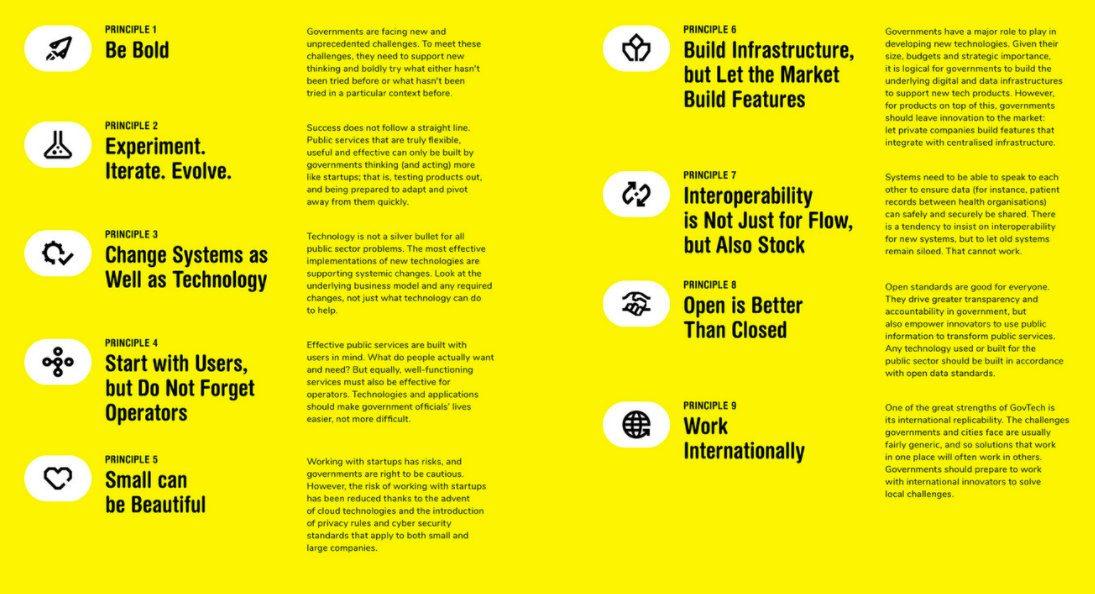 PRINCIPLE 1
Be Bold
Governments are facing new and
unprecedented challenges. To meet these
challenges, they need to support new
thinking and boldly try what either hasn't
been tried before or what hasn't been
tried in a particular context before.
PRINCIPLE 2
Experiment.
Iterate. Evolve.
Success does not follow a straight line.
Public services that are truly flexible,
useful and effective can only be built by
governments thinking (and acting) more
like startups; that is, testing products out,
and being prepared to adapt and pivot
away from them quickly.
PRINCIPLE 3
Change Systems as
Well as Technology
Technology is not a silver bullet for all
public sector problems. The most effective
implementations of new technologies are
supporting systemic changes. Look at the
underlying business model and any required
changes, not just what technology can do
to help.
PRINCIPLE 4
Start with Users,
but Do Not Forget
Operators
Effective public services are built with
users in mind. What do people actually want
and need? But equally, well-functioning
services must also be effective for
operators. Technologies and applications
should make government officials' lives
easier, not more difficult.
PRINCIPLE 5
Small can
be Beautiful
Working with startups has risks, and
governments are right to be cautious.
However, the risk of working with startups
has been reduced thanks to the advent
of cloud technologies and the introduction
of privacy rules and cyber security
standards that apply to both small and
large companies.
PRINCIPLE 6
Build Infrastructure,
but Let the Market
Build Features
Governments have a major role to play in
developing new technologies. Given their
size, budgets and strategic importance,
it is logical for governments to build the
underlying digital and data infrastructures
to support new tech products. However,
for products on top of this, governments
should leave innovation to the market:
let private companies build features that
integrate with centralised infrastructure.
PRINCIPLE 7
Interoperability
is Not Just for Flow,
but Also Stock
Systems need to be able to speak to each
other to ensure data (for instance, patient
records between health organisations)
can safely and securely be shared. There
is a tendency to insist on interoperability
for new systems, but to let old systems
remain siloed. That cannot work.
PRINCIPLE 8
Open is Better
Than Closed
Open standards are good for everyone.
They drive greater transparency and
accountability in government, but
also empower innovators to use public
information to transform public services.
Any technology used or built for the
public sector should be built in accordance
with open data standards.
PRINCIPLE 9
Work
Internationally
One of the great strengths of GovTech is
its international replicability. The challenges
governments and cities face are usually
fairly generic, and so solutions that work
in one place will often work in others.
Governments should prepare to work
with international innovators to solve
local challenges.